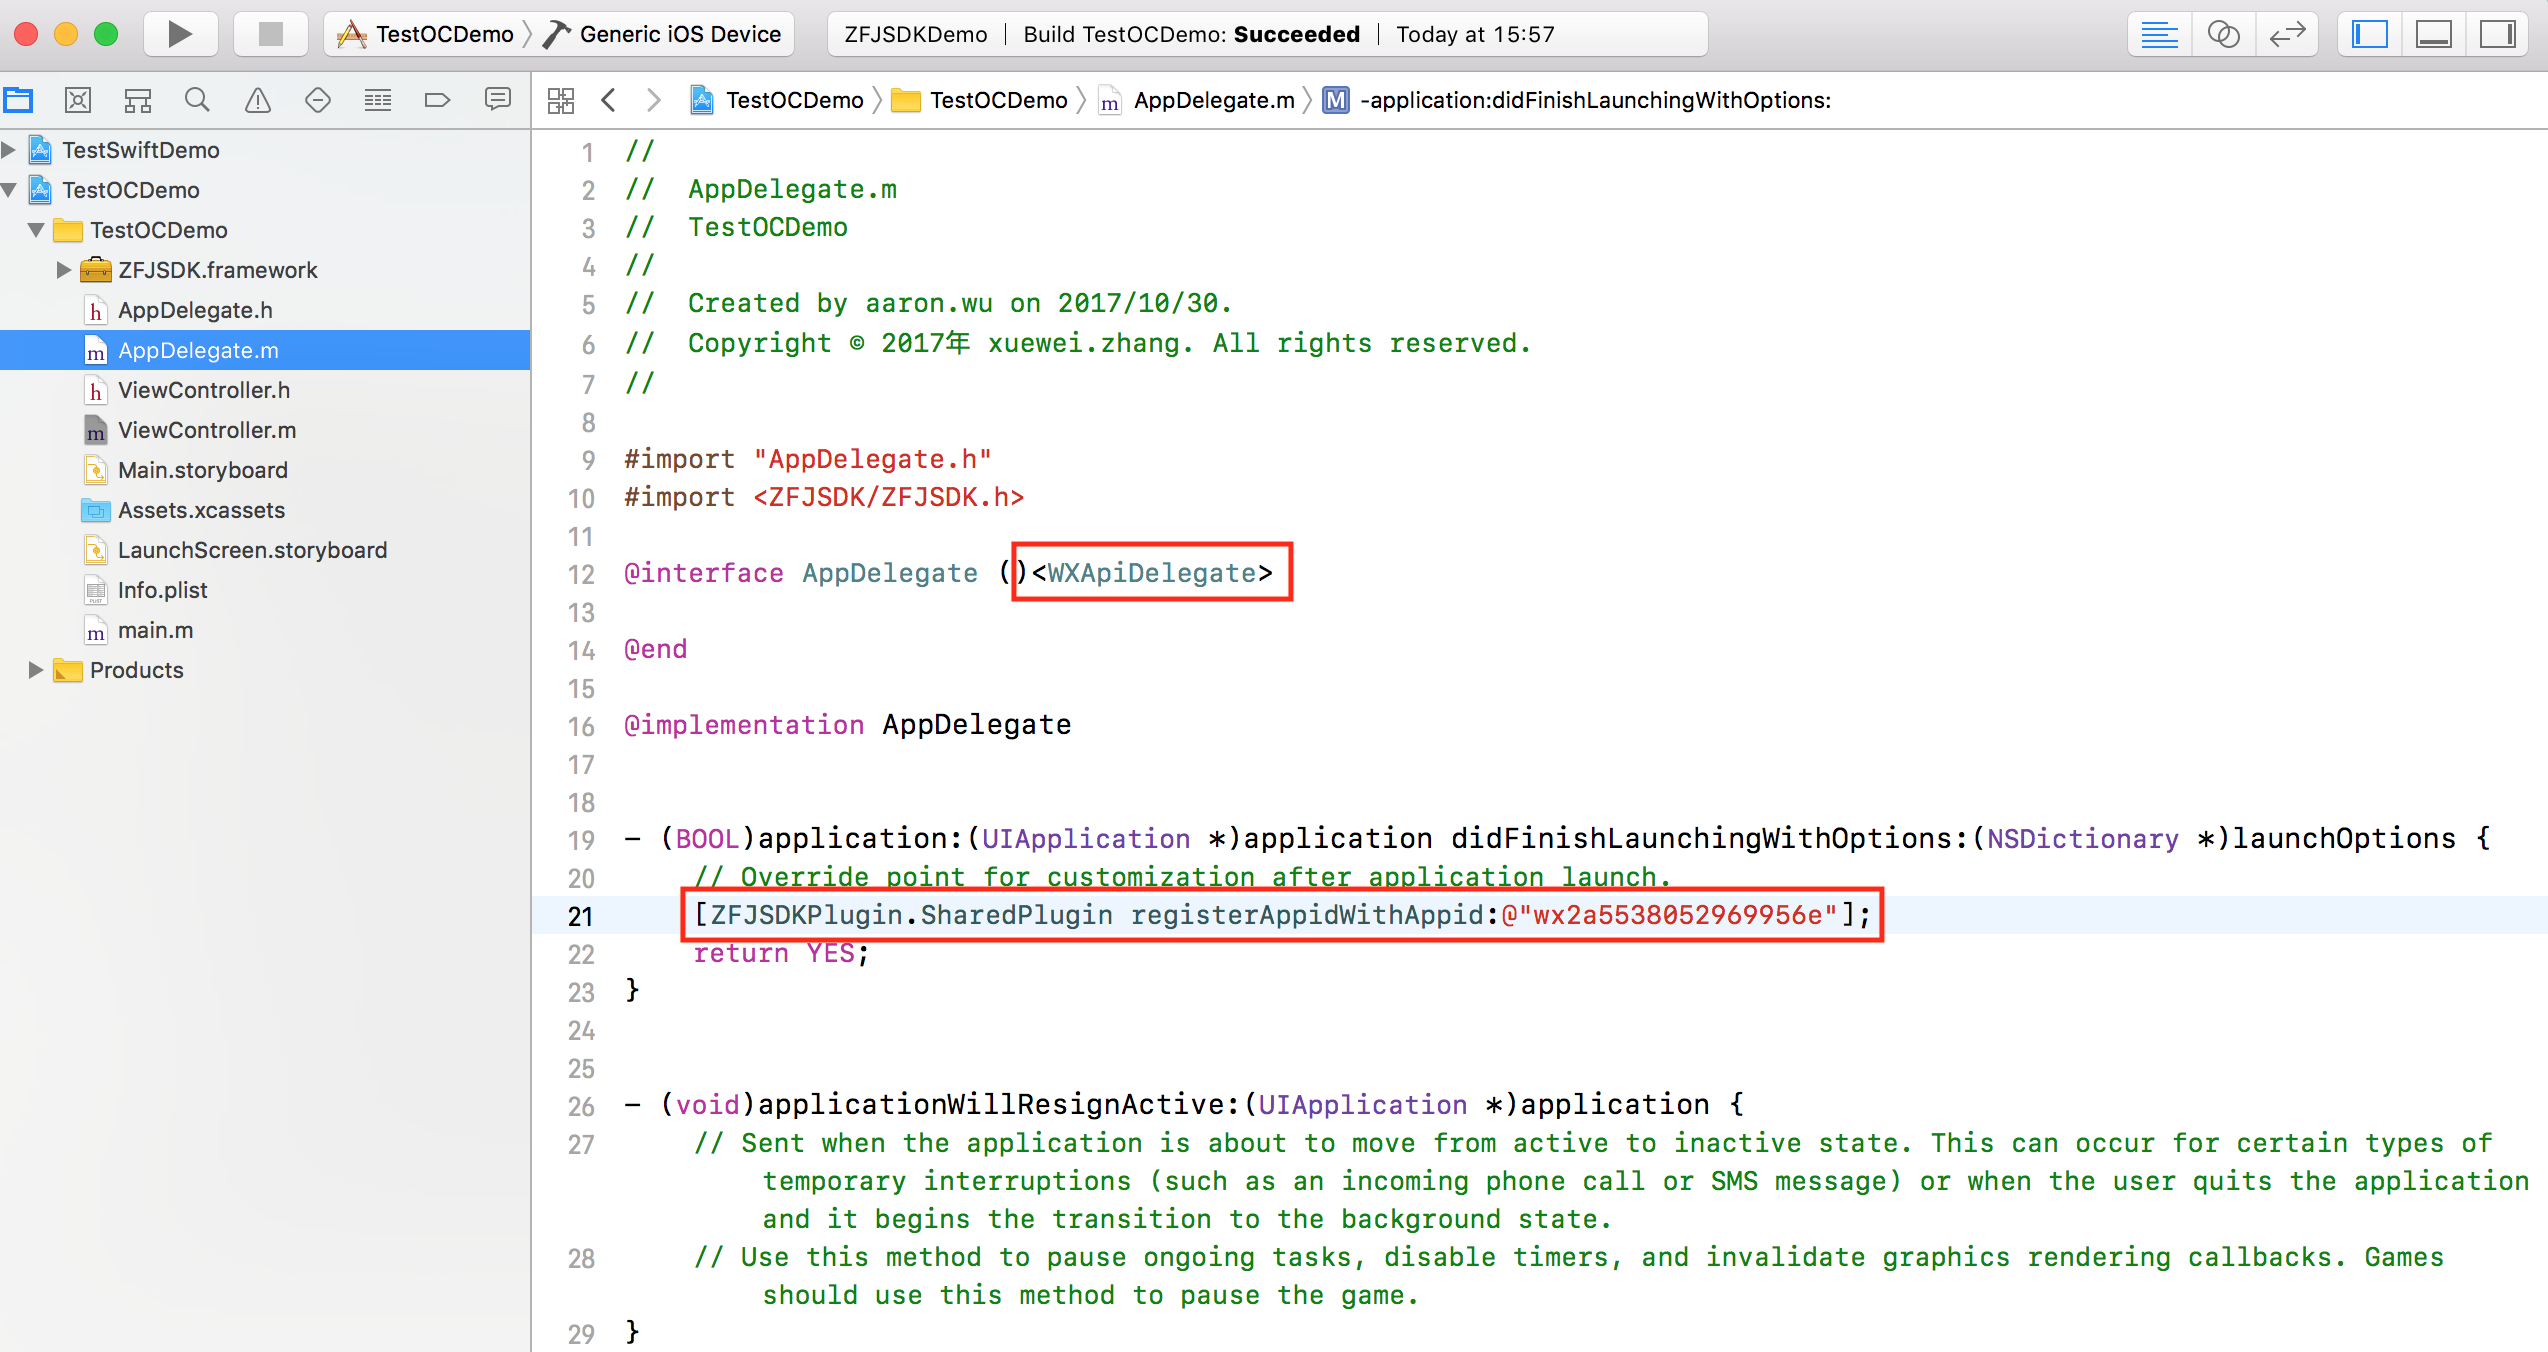 TestOCDemo 〉 Generic iOS Device
ZFJSDKDemo | Build TestOCDemo: Succeeded | Today at 15:57
TestOCDemo 〉 TestOCDemo 〉 m AppDelegate.m 〉 M -application:didFinishLaunchingWithOptions:
TestSwiftDemo
TestOCDemo
TestOCDemo
ZFJSDK.framework
h AppDelegate.h
m AppDelegate.m
h ViewController.h
m ViewController.m
Main.storyboard
Assets.xcassets
LaunchScreen.storyboard
Info.plist
m main.m
Products
1 //
2 //  AppDelegate.m
3 //  TestOCDemo
4 //
5 //  Created by aaron.wu on 2017/10/30.
6 //  Copyright © 2017年 xuewei.zhang. All rights reserved.
7 //
8
9 #import "AppDelegate.h"
10 #import <ZFJSDK/ZFJSDK.h>
11
12 @interface AppDelegate ()<WXApiDelegate>
13
14 @end
15
16 @implementation AppDelegate
17
18
19 - (BOOL)application:(UIApplication *)application didFinishLaunchingWithOptions:(NSDictionary *)launchOptions {
20 // Override point for customization after application launch.
21 [ZFJSDKPlugin.SharedPlugin registerAppidWithAppid:@"wx2a5538052969956e"];
22 return YES;
23 }
24
25
26 - (void)applicationWillResignActive:(UIApplication *)application {
27 // Sent when the application is about to move from active to inactive state. This can occur for certain types of
temporary interruptions (such as an incoming phone call or SMS message) or when the user quits the application
and it begins the transition to the background state.
28 // Use this method to pause ongoing tasks, disable timers, and invalidate graphics rendering callbacks. Games
should use this method to pause the game.
29 }